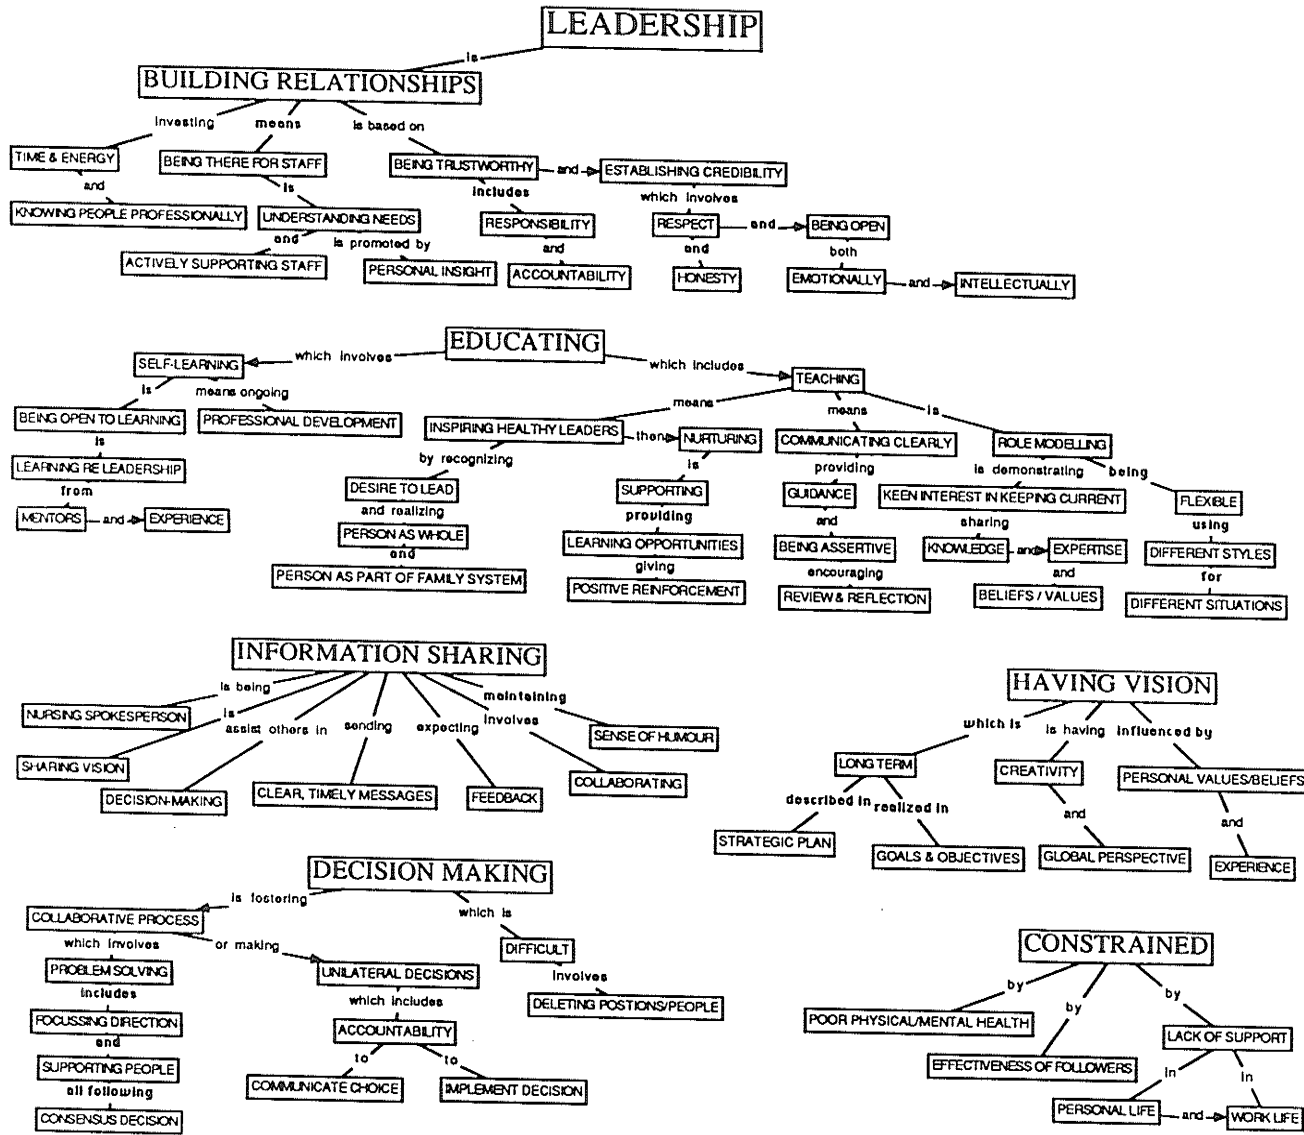 LEADERSHIP
is
BUILDING RELATIONSHIPS
investing means is based on
TIME & ENERGY BEING THERE FOR STAFF BEING TRUSTWORTHY and ESTABLISHING CREDIBILITY
and is includes which involves
KNOWING PEOPLE PROFESSIONALLY UNDERSTANDING NEEDS RESPONSIBILITY RESPECT and BEING OPEN
and is promoted by and and both
ACTIVELY SUPPORTING STAFF PERSONAL INSIGHT ACCOUNTABILITY HONESTY EMOTIONALLY and INTELLECTUALLY
EDUCATING
SELF-LEARNING which involves which includes TEACHING
is means ongoing means means is
BEING OPEN TO LEARNING PROFESSIONAL DEVELOPMENT INSPIRING HEALTHY LEADERS then NURTURING COMMUNICATING CLEARLY ROLE MODELLING
is by recognizing is providing is demonstrating being
LEARNING RE LEADERSHIP DESIRE TO LEAD SUPPORTING GUIDANCE KEEN INTEREST IN KEEPING CURRENT FLEXIBLE
from and realizing providing and sharing using
MENTORS and EXPERIENCE PERSON AS WHOLE LEARNING OPPORTUNITIES BEING ASSERTIVE KNOWLEDGE and EXPERTISE DIFFERENT STYLES
and giving encouraging and for
PERSON AS PART OF FAMILY SYSTEM POSITIVE REINFORCEMENT REVIEW & REFLECTION BELIEFS / VALUES DIFFERENT SITUATIONS
INFORMATION SHARING
is being is assist others in sending expecting involves maintaining
NURSING SPOKESPERSON SENSE OF HUMOUR
SHARING VISION COLLABORATING
DECISION-MAKING CLEAR, TIMELY MESSAGES FEEDBACK
HAVING VISION
which is is having influenced by
LONG TERM CREATIVITY PERSONAL VALUES/BELIEFS
described in realized in and and
STRATEGIC PLAN GOALS & OBJECTIVES GLOBAL PERSPECTIVE EXPERIENCE
DECISION MAKING
is fostering which is
COLLABORATIVE PROCESS
which involves or making DIFFICULT
PROBLEM SOLVING UNILATERAL DECISIONS involves
includes which includes DELETING POSTIONS/PEOPLE
FOCUSSING DIRECTION ACCOUNTABILITY
and to to
SUPPORTING PEOPLE COMMUNICATE CHOICE IMPLEMENT DECISION
all following
CONSENSUS DECISION
CONSTRAINED
by by by
POOR PHYSICAL/MENTAL HEALTH LACK OF SUPPORT
EFFECTIVENESS OF FOLLOWERS in in
PERSONAL LIFE and WORK LIFE